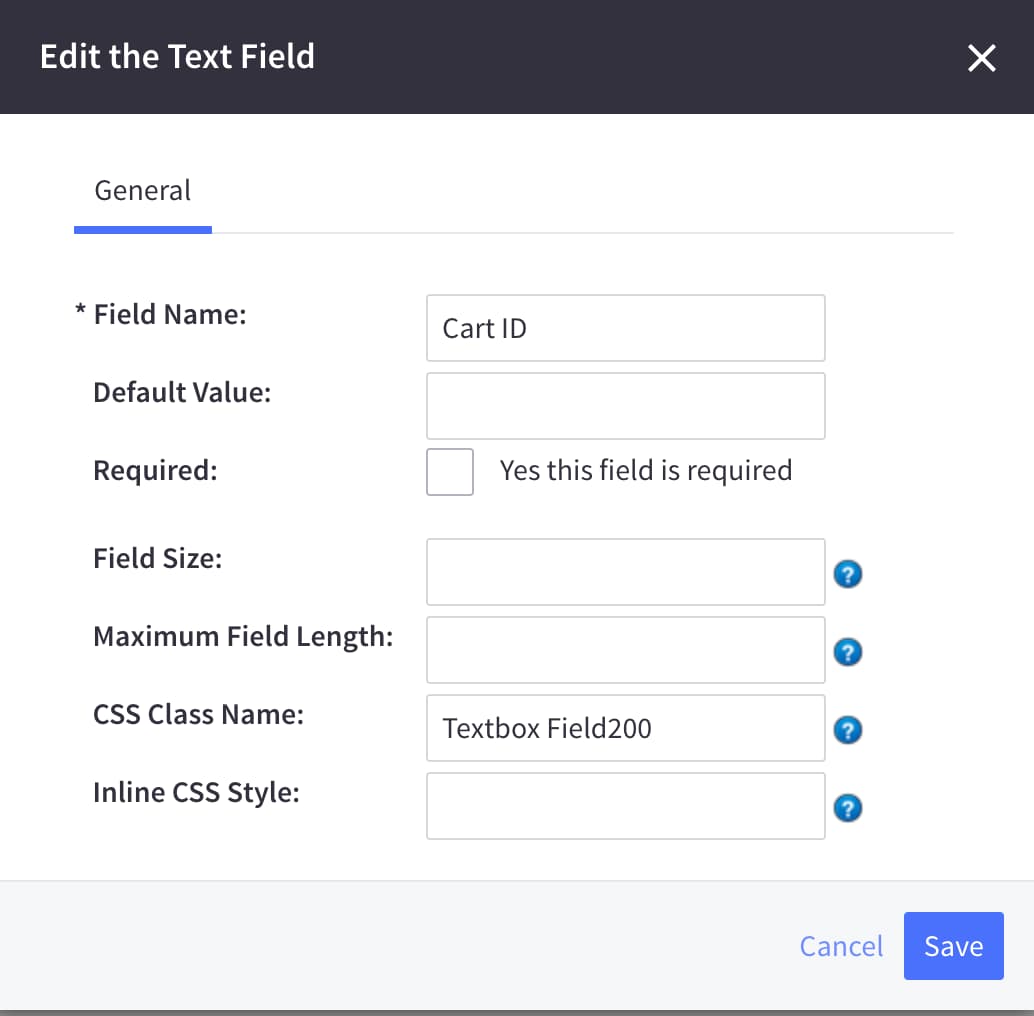 Edit the Text Field
General
* Field Name:
Cart ID
Default Value:
Required:
Yes this field is required
Field Size:
?
Maximum Field Length:
?
CSS Class Name:
Textbox Field200
?
Inline CSS Style:
?
Cancel
Save